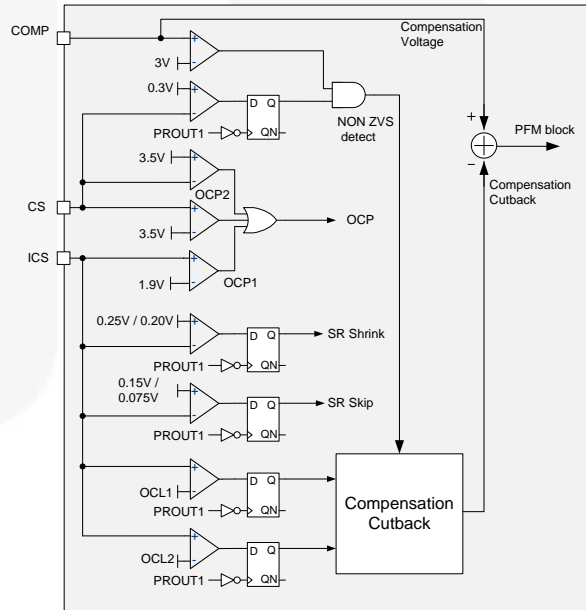 COMP
Compensation
Voltage
3V
0.3V
D Q
QN
PROUT1
NON ZVS
detect
PFM block
+
−
Compensation
Cutback
3.5V
OCP2
CS
OCP
3.5V
ICS
1.9V
OCP1
0.25V / 0.20V
D Q
QN
SR Shrink
PROUT1
0.15V /
0.075V
D Q
QN
SR Skip
PROUT1
OCL1
D Q
QN
PROUT1
Compensation
Cutback
OCL2
D Q
QN
PROUT1